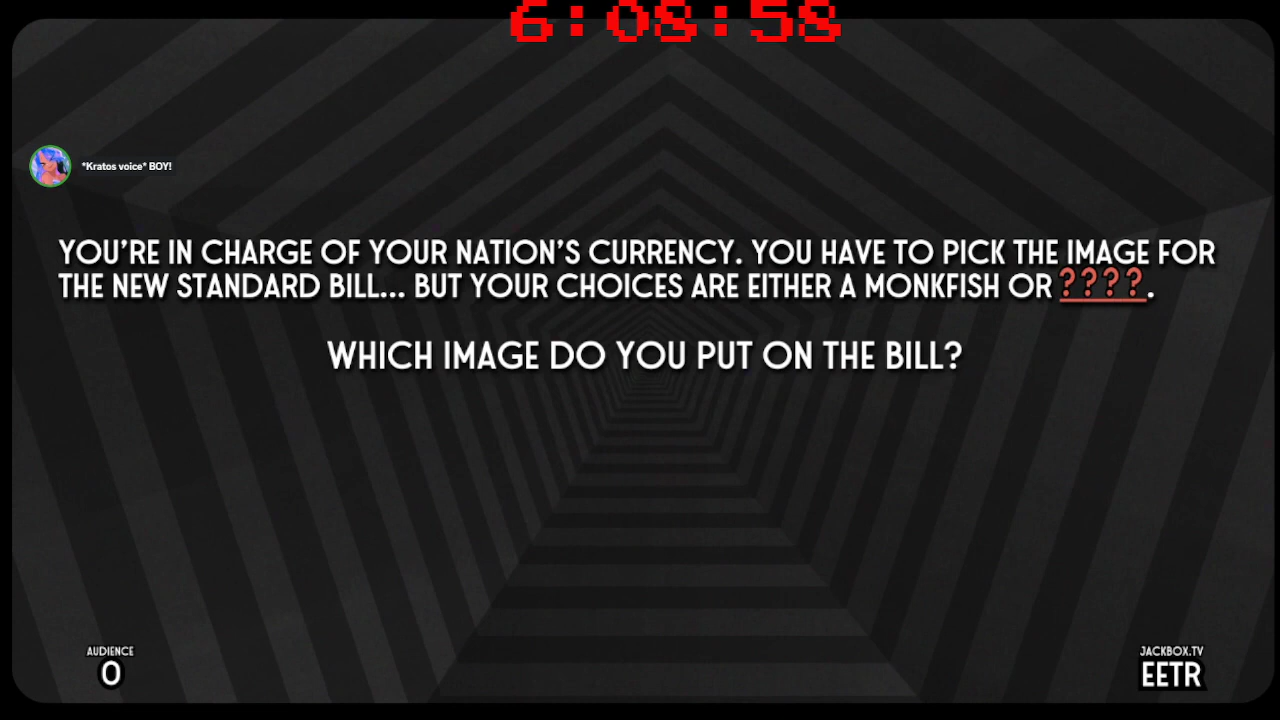 6:08:58
*Kratos voice* BOY!
YOU'RE IN CHARGE OF YOUR NATION'S CURRENCY. YOU HAVE TO PICK THE IMAGE FOR
THE NEW STANDARD BILL... BUT YOUR CHOICES ARE EITHER A MONKFISH OR ????.
WHICH IMAGE DO YOU PUT ON THE BILL?
AUDIENCE
0
JACKBOX.TV
EETR